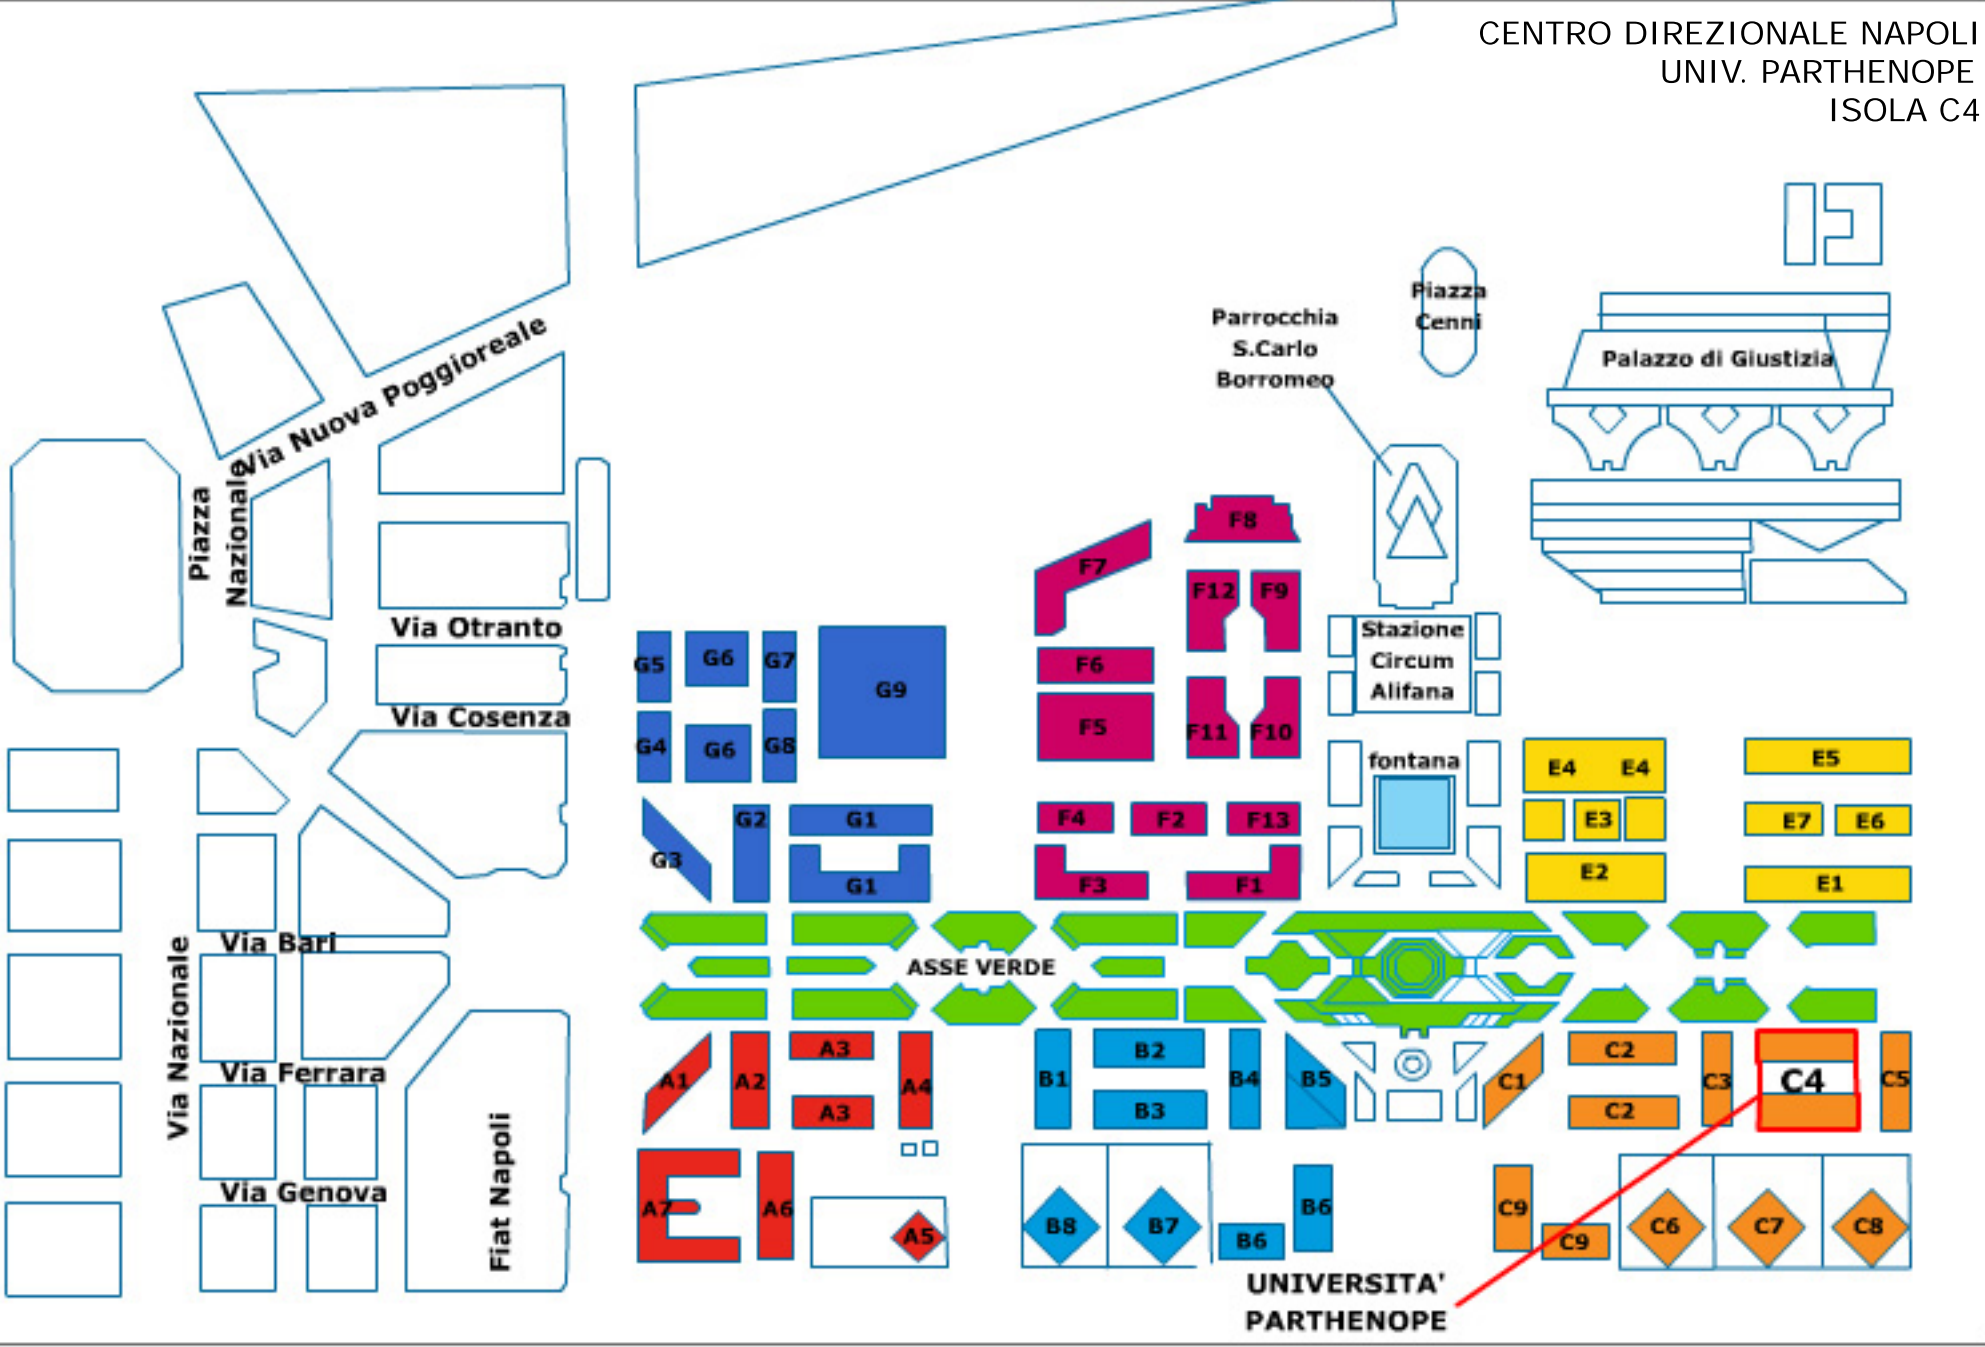 CENTRO DIREZIONALE NAPOLI
UNIV. PARTHENOPE
ISOLA C4
Piazza
Cenni
Parrocchia
S.Carlo
Borromeo
Palazzo di Giustizia
Via Nuova Poggioreale
Piazza
Nazionale
F8
F7
F12
F9
Via Otranto
Stazione
Circum
Alifana
G5
G6
G7
G9
F6
Via Cosenza
F5
F11
F10
G4
G6
G8
fontana
E4
E4
E5
G2
G1
F4
F2
F13
E3
E7
E6
G3
G1
F3
F1
E2
E1
Via Bari
ASSE VERDE
Via Nazionale
Via Ferrara
A1
A2
A3
A4
A3
B1
B2
B4
B5
B3
C1
C2
C3
C4
C5
C2
Fiat Napoli
Via Genova
A7
A6
A5
B8
B7
B6
B6
C9
C9
C6
C7
C8
UNIVERSITA'
PARTHENOPE